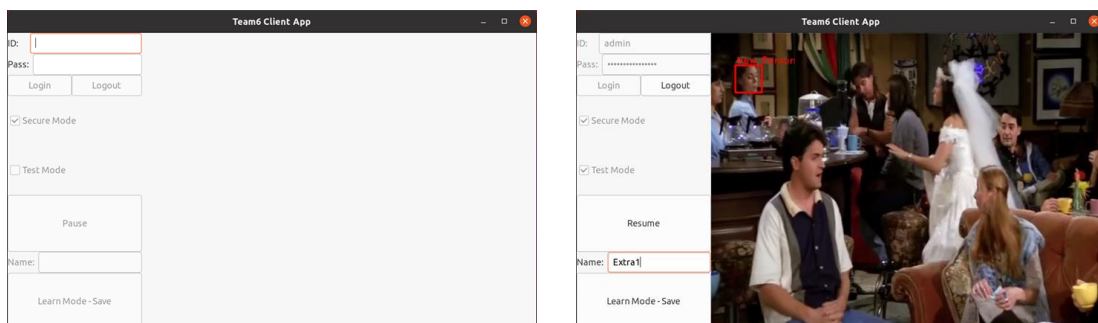 Team6 Client App
ID:
Pass:
Login Logout
Secure Mode
Test Mode
Pause
Name:
Learn Mode - Save
Team6 Client App
ID: admin
Pass: ••••••••••••••••
Login Logout
Secure Mode
Test Mode
Resume
Name: Extra1
Learn Mode - Save